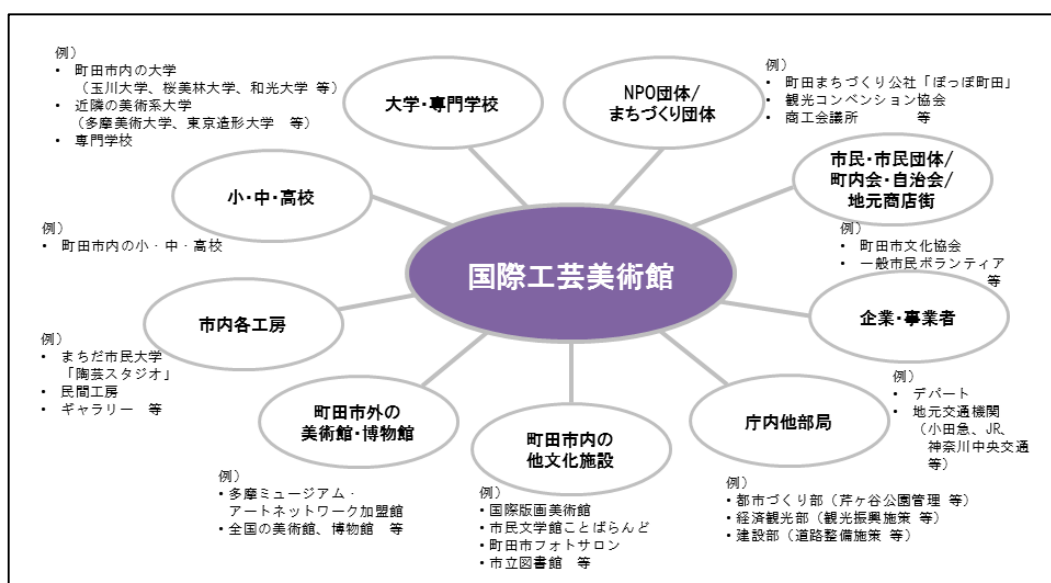 例）
• 町田市内の大学
（玉川大学、桜美林大学、和光大学 等）
• 近隣の美術系大学
（多摩美術大学、東京造形大学　等）
• 専門学校
大学・専門学校
NPO団体/
まちづくり団体
例）
• 町田まちづくり公社「ぽっぽ町田」
• 観光コンベンション協会
• 商工会議所　　　　等
小・中・高校
例）
• 町田市内の小・中・高校
市民・市民団体/
町内会・自治会/
地元商店街
例）
• 町田市文化協会
• 一般市民ボランティア
等
国際工芸美術館
市内各工房
例）
• まちだ市民大学
「陶芸スタジオ」
• 民間工房
• ギャラリー　等
企業・事業者
例）
• デパート
• 地元交通機関
（小田急、JR、
神奈川中央交通
等）
町田市外の
美術館・博物館
例）
• 多摩ミュージアム・
アートネットワーク加盟館
• 全国の美術館、博物館　等
町田市内の
他文化施設
例）
• 国際版画美術館
• 市民文学館ことばらんど
• 町田市フォトサロン
• 市立図書館　等
庁内他部局
例）
• 都市づくり部（芹ヶ谷公園管理 等）
• 経済観光部（観光振興施策 等）
• 建設部（道路整備施策 等）